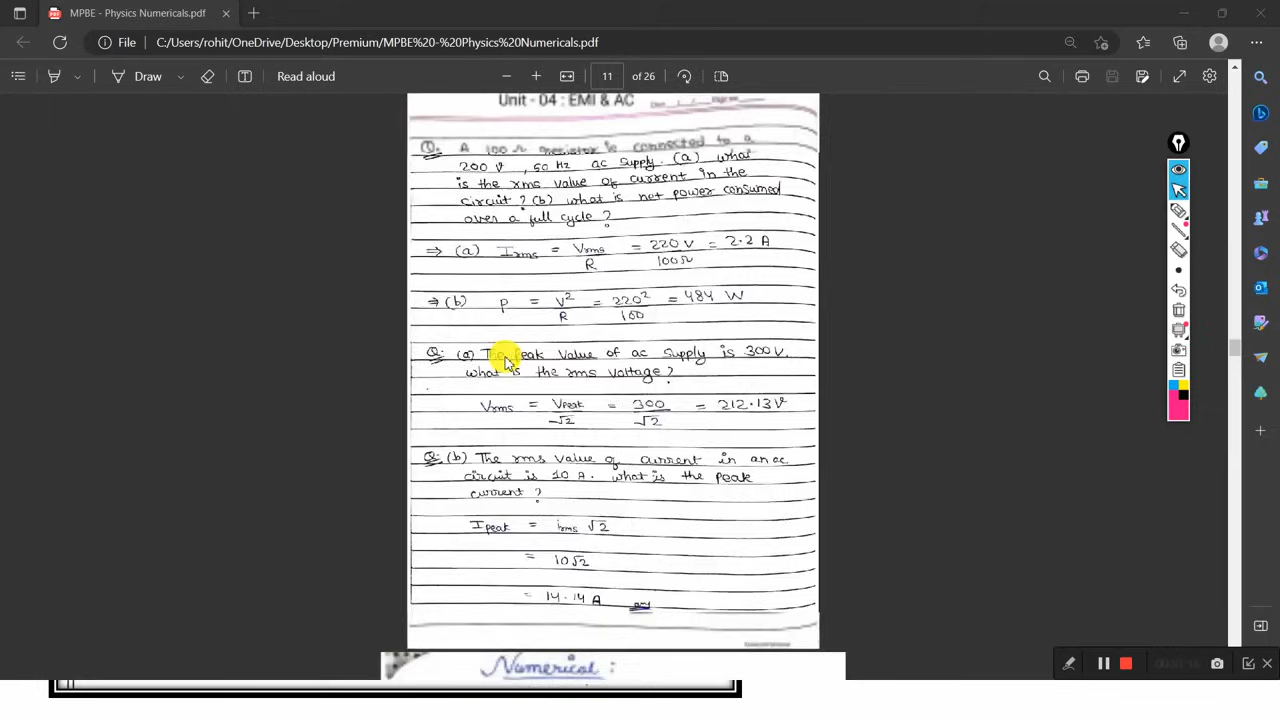 MPBE - Physics Numericals.pdf
File C:/Users/rohit/OneDrive/Desktop/Premium/MPBE%20-%20Physics%20Numericals.pdf
Draw Read aloud 11 of 26
Unit - 04 : EMI & AC
Q. A 100 Ω resistor is connected to a
200 V, 50 Hz ac supply. (a) what
is the rms value of current in the
circuit? (b) what is net power consumed
over a full cycle?
⇒ (a) Irms = Vrms/R = 220 V/100Ω = 2.2 A
⇒ (b) P = V²/R = 220²/100 = 484 W
Q: (a) The peak value of ac supply is 300V.
what is the rms voltage?
Vrms = Vpeak/√2 = 300/√2 = 212.13 V
Q: (b) The rms value of current in an ac
circuit is 10 A. what is the peak
current?
Ipeak = irms √2
= 10√2
= 14.14 A ans
Numerical :